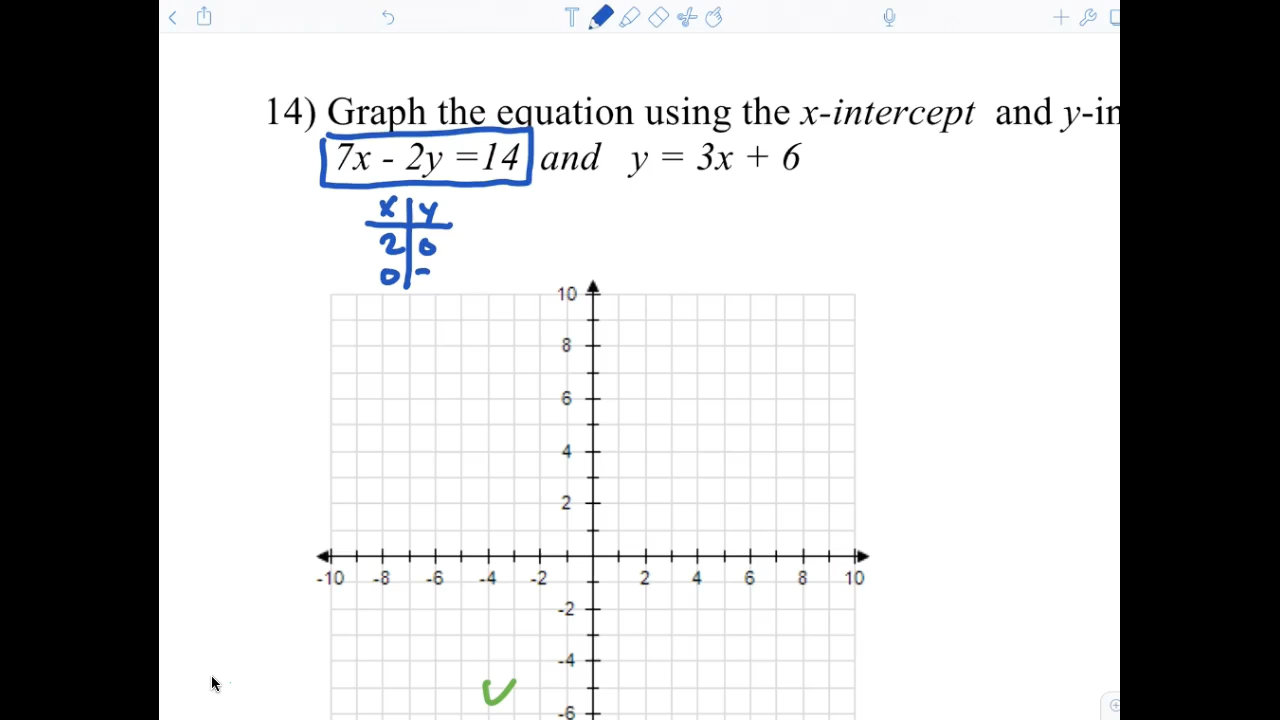 14) Graph the equation using the x-intercept and y-in
7x - 2y =14 and y = 3x + 6
x y
2 0
0 -
10
8
6
4
2
-10 -8 -6 -4 -2 2 4 6 8 10
-2
-4
-6